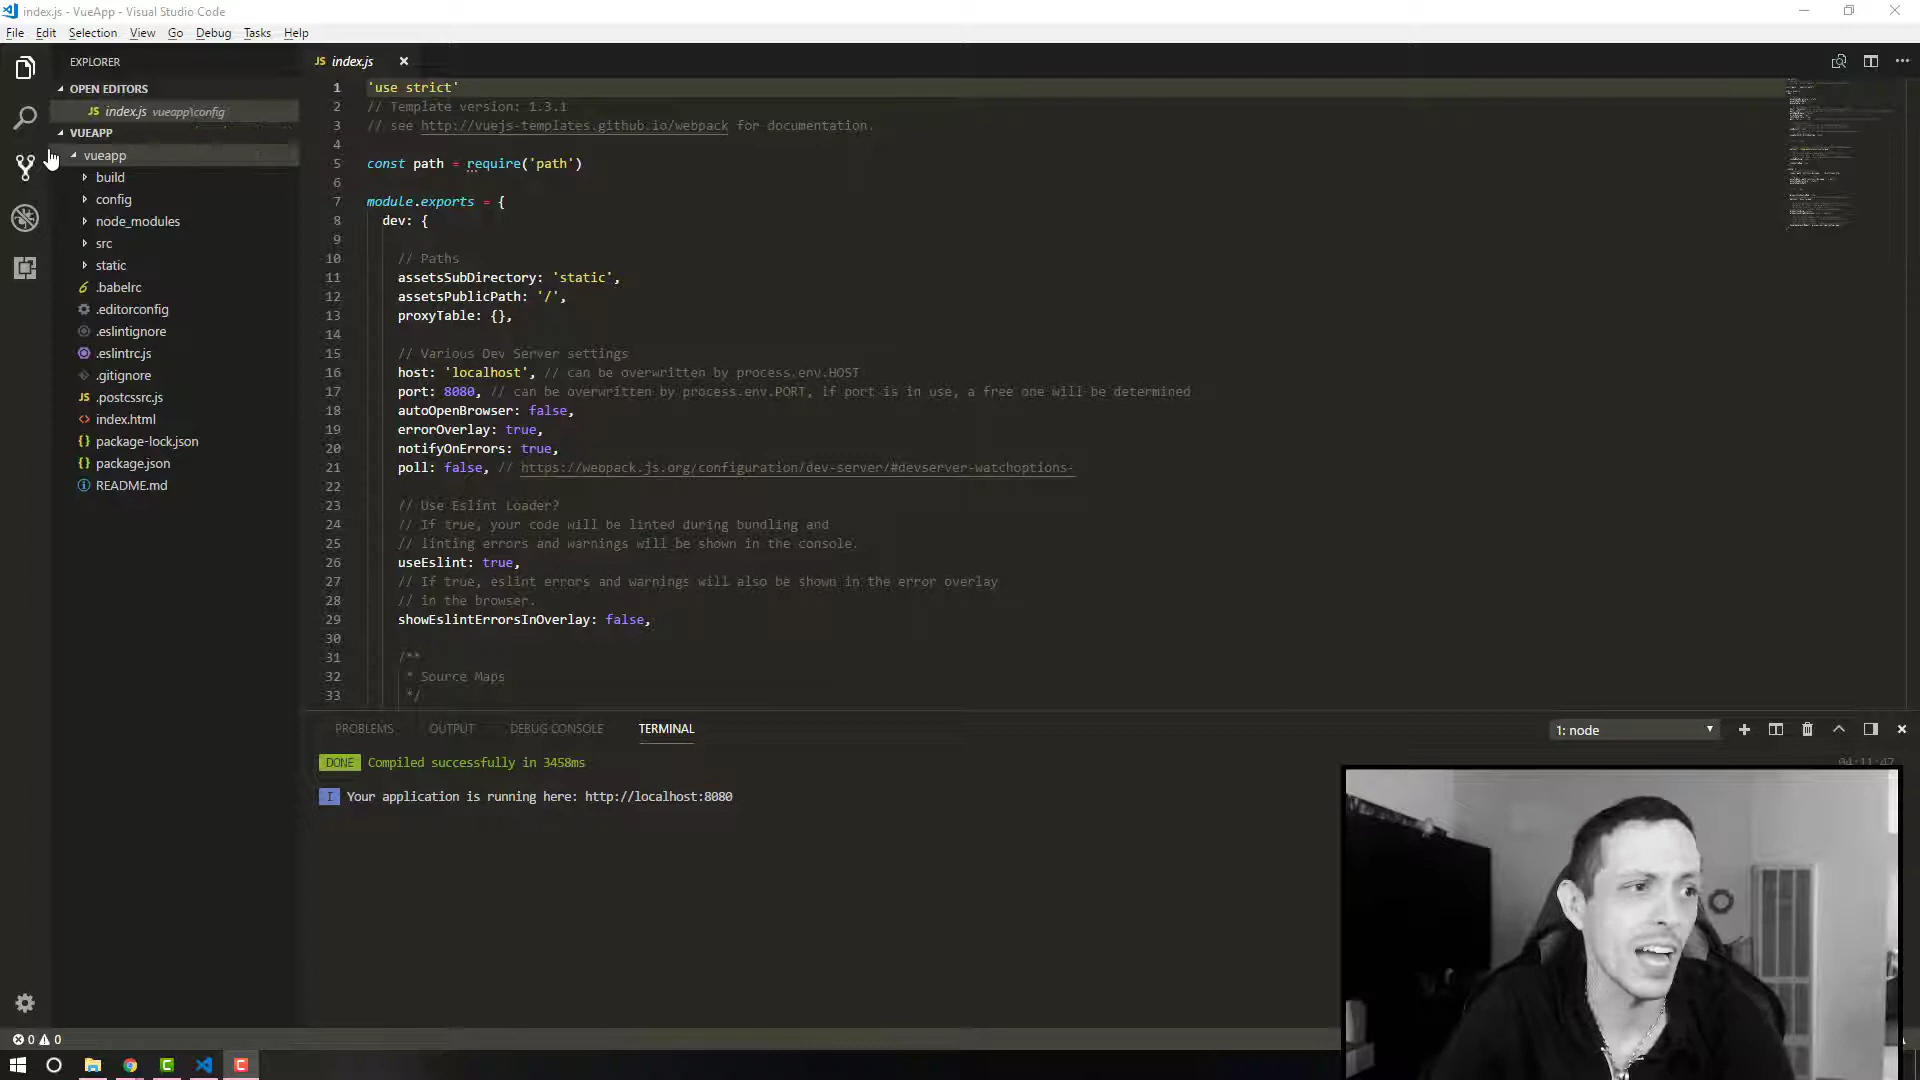 index.js - VueApp - Visual Studio Code
File Edit Selection View Go Debug Tasks Help
EXPLORER
OPEN EDITORS
JS index.js vueapp\config
VUEAPP
vueapp
build
config
node_modules
src
static
.babelrc
.editorconfig
.eslintignore
.eslintrc.js
.gitignore
JS .postcssrc.js
<> index.html
{} package-lock.json
{} package.json
README.md
JS index.js
1 'use strict'
2 // Template version: 1.3.1
3 // see http://vuejs-templates.github.io/webpack for documentation.
4
5 const path = require('path')
6
7 module.exports = {
8 dev: {
9
10 // Paths
11 assetsSubDirectory: 'static',
12 assetsPublicPath: '/',
13 proxyTable: {},
14
15 // Various Dev Server settings
16 host: 'localhost', // can be overwritten by process.env.HOST
17 port: 8080, // can be overwritten by process.env.PORT, if port is in use, a free one will be determined
18 autoOpenBrowser: false,
19 errorOverlay: true,
20 notifyOnErrors: true,
21 poll: false, // https://webpack.js.org/configuration/dev-server/#devserver-watchoptions-
22
23 // Use Eslint Loader?
24 // If true, your code will be linted during bundling and
25 // linting errors and warnings will be shown in the console.
26 useEslint: true,
27 // If true, eslint errors and warnings will also be shown in the error overlay
28 // in the browser.
29 showEslintErrorsInOverlay: false,
30
31 /**
32 * Source Maps
33 */
PROBLEMS OUTPUT DEBUG CONSOLE TERMINAL
1: node
DONE Compiled successfully in 3458ms
I Your application is running here: http://localhost:8080
0 0